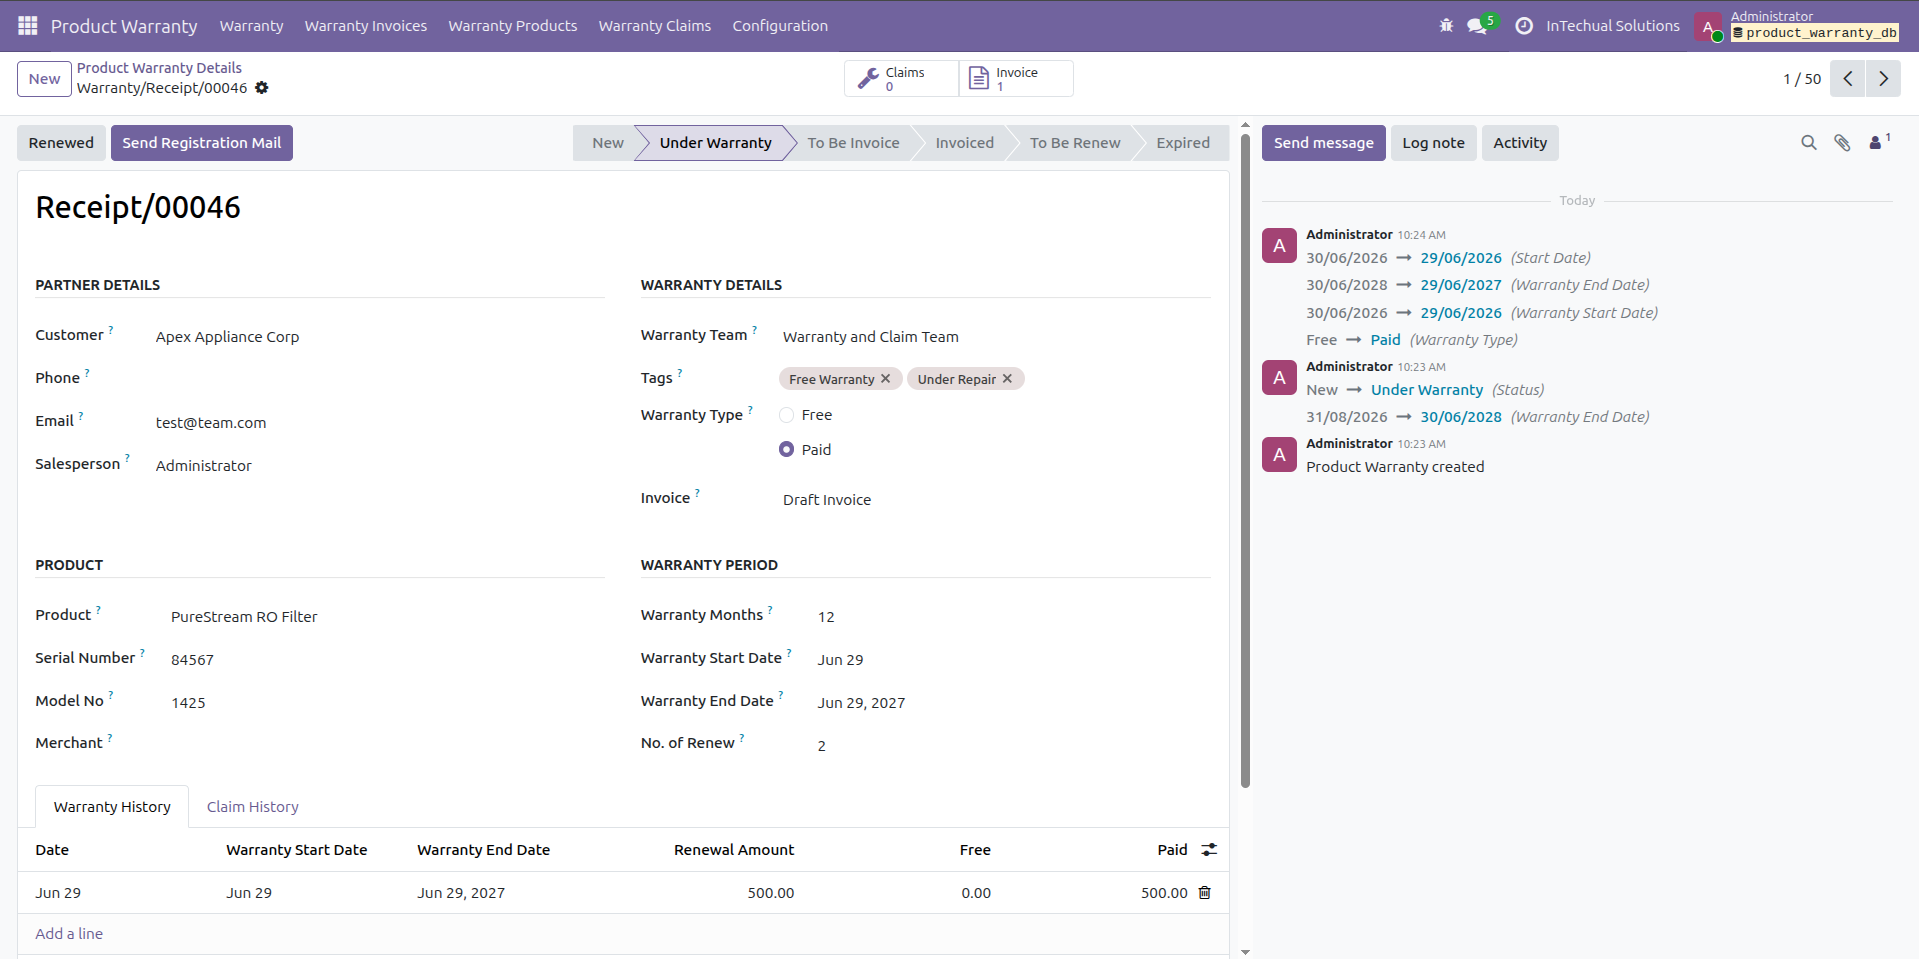 Product Warranty Warranty Warranty Invoices Warranty Products Warranty Claims Configuration 5 InTechual Solutions A Administrator
product_warranty_db
New Product Warranty Details
Warranty/Receipt/00046
Claims
0
Invoice
1
1 / 50
Renewed Send Registration Mail New Under Warranty To Be Invoice Invoiced To Be Renew Expired
Receipt/00046
PARTNER DETAILS
Customer ? Apex Appliance Corp
Phone ?
Email ? test@team.com
Salesperson ? Administrator
WARRANTY DETAILS
Warranty Team ? Warranty and Claim Team
Tags ? Free Warranty Under Repair
Warranty Type ? Free
Paid
Invoice ? Draft Invoice
PRODUCT
Product ? PureStream RO Filter
Serial Number ? 84567
Model No ? 1425
Merchant ?
WARRANTY PERIOD
Warranty Months ? 12
Warranty Start Date ? Jun 29
Warranty End Date ? Jun 29, 2027
No. of Renew ? 2
Warranty History Claim History
Date Warranty Start Date Warranty End Date Renewal Amount Free Paid
Jun 29 Jun 29 Jun 29, 2027 500.00 0.00 500.00
Add a line
Send message Log note Activity 1
Today
A Administrator 10:24 AM
30/06/2026 → 29/06/2026 (Start Date)
30/06/2028 → 29/06/2027 (Warranty End Date)
30/06/2026 → 29/06/2026 (Warranty Start Date)
Free → Paid (Warranty Type)
A Administrator 10:23 AM
New → Under Warranty (Status)
31/08/2026 → 30/06/2028 (Warranty End Date)
A Administrator 10:23 AM
Product Warranty created